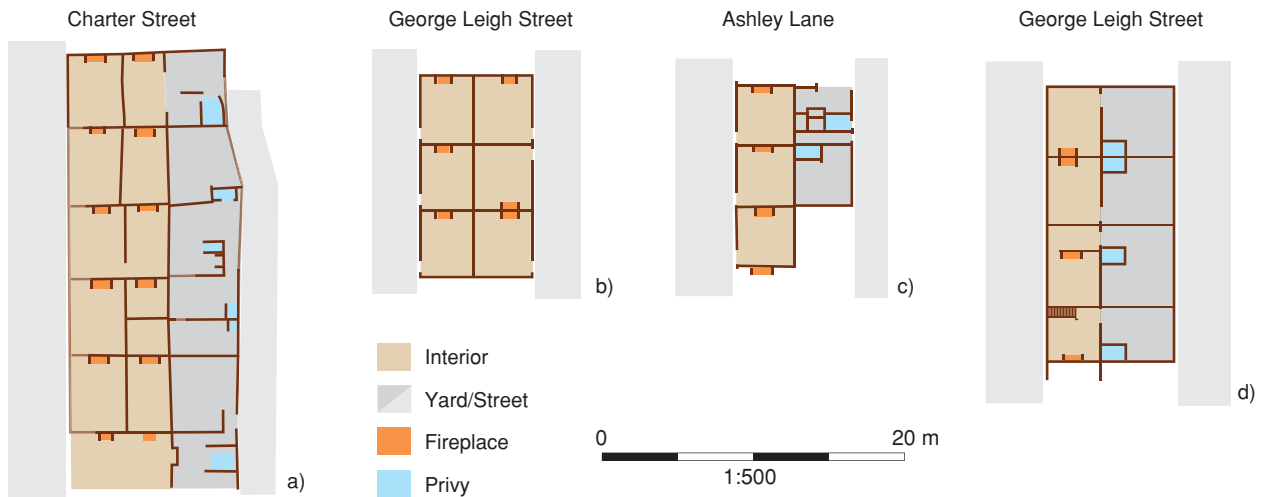 Charter Street
George Leigh Street
Ashley Lane
George Leigh Street
a)
b)
c)
d)
Interior
Yard/Street
Fireplace
Privy
0 20 m
1:500